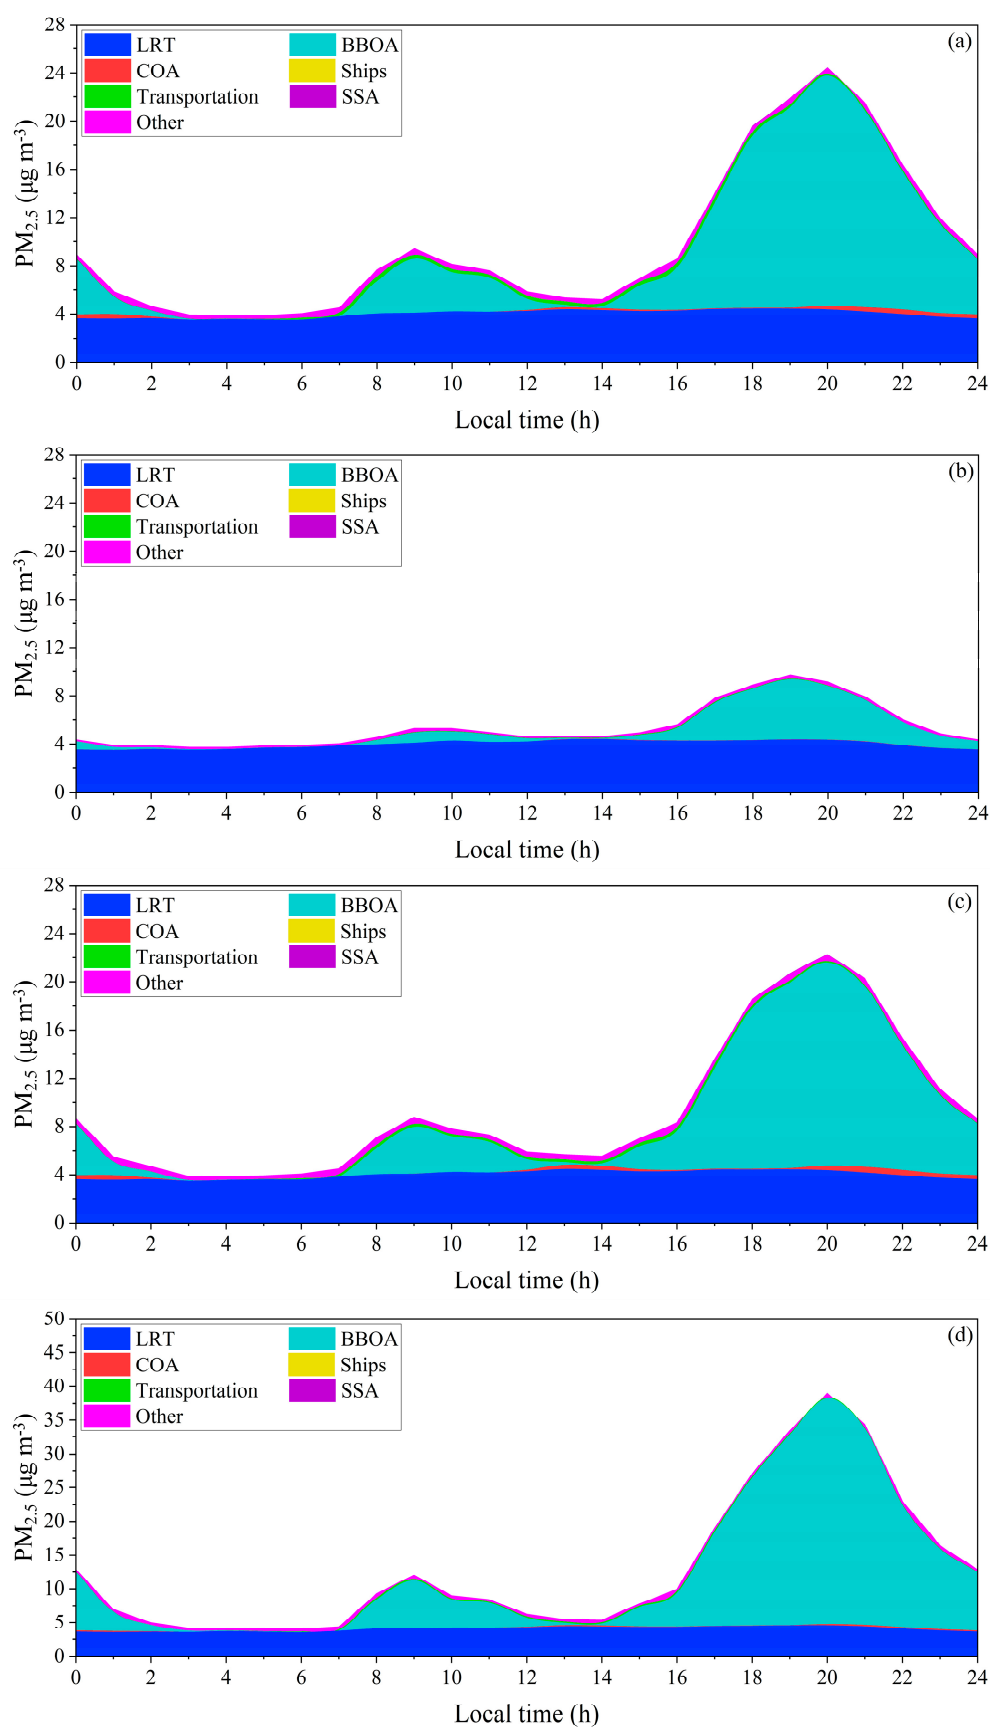 28
24
20
16
12
8
4
0
PM2.5 (μg m-3)
LRT BBOA
COA Ships
Transportation SSA
Other
(a)
0 2 4 6 8 10 12 14 16 18 20 22 24
Local time (h)
28
24
20
16
12
8
4
0
PM2.5 (μg m-3)
LRT BBOA
COA Ships
Transportation SSA
Other
(b)
0 2 4 6 8 10 12 14 16 18 20 22 24
Local time (h)
28
24
20
16
12
8
4
0
PM2.5 (μg m-3)
LRT BBOA
COA Ships
Transportation SSA
Other
(c)
0 2 4 6 8 10 12 14 16 18 20 22 24
Local time (h)
50
45
40
35
30
25
20
15
10
5
0
PM2.5 (μg m-3)
LRT BBOA
COA Ships
Transportation SSA
Other
(d)
0 2 4 6 8 10 12 14 16 18 20 22 24
Local time (h)